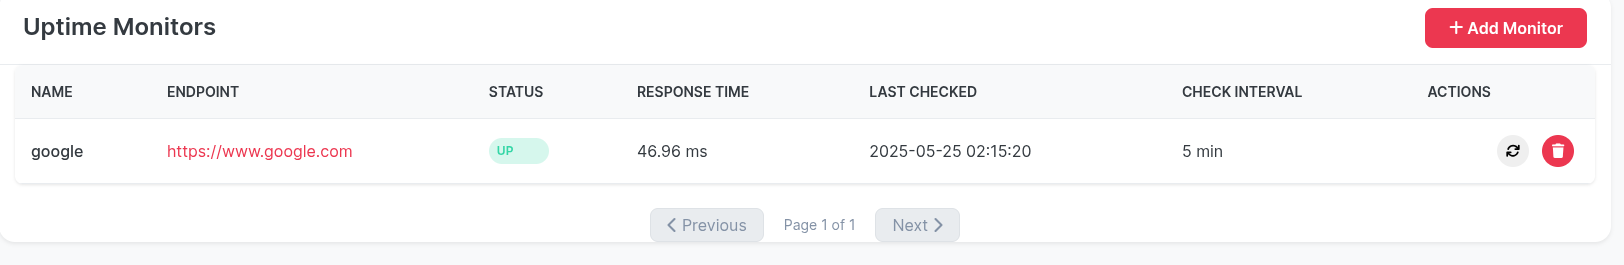 Uptime Monitors
+ Add Monitor
NAME ENDPOINT STATUS RESPONSE TIME LAST CHECKED CHECK INTERVAL ACTIONS
google https://www.google.com UP 46.96 ms 2025-05-25 02:15:20 5 min
Previous Page 1 of 1 Next